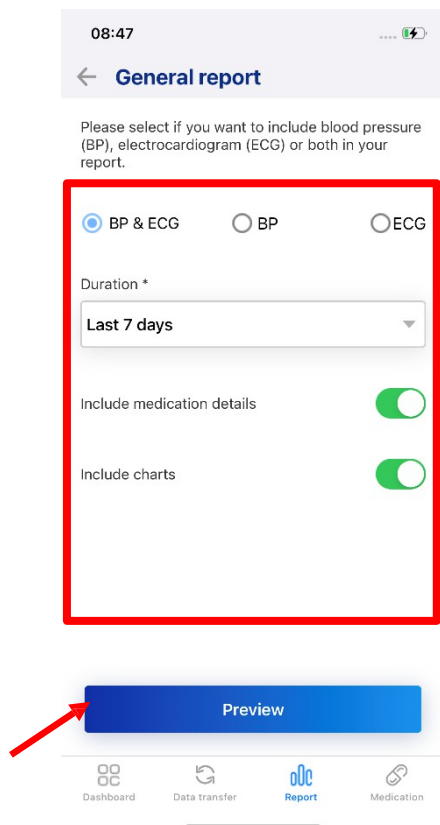 08:47
General report
Please select if you want to include blood pressure
(BP), electrocardiogram (ECG) or both in your
report.
BP & ECG BP ECG
Duration *
Last 7 days
Include medication details
Include charts
Preview
Dashboard Data transfer Report Medication